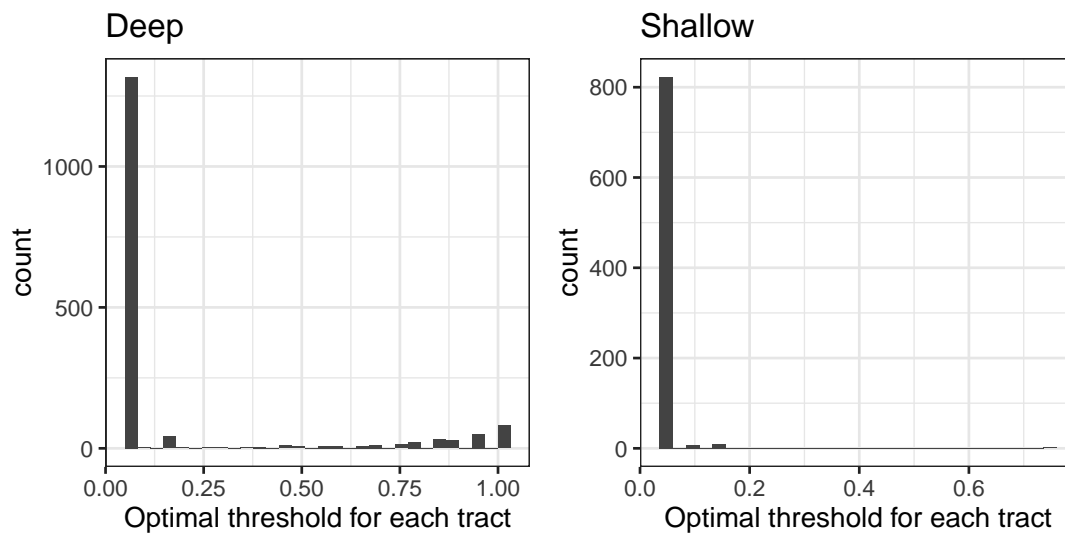 Deep
count
1000
500
0
0.00 0.25 0.50 0.75 1.00
Optimal threshold for each tract
Shallow
count
800
600
400
200
0
0.0 0.2 0.4 0.6
Optimal threshold for each tract